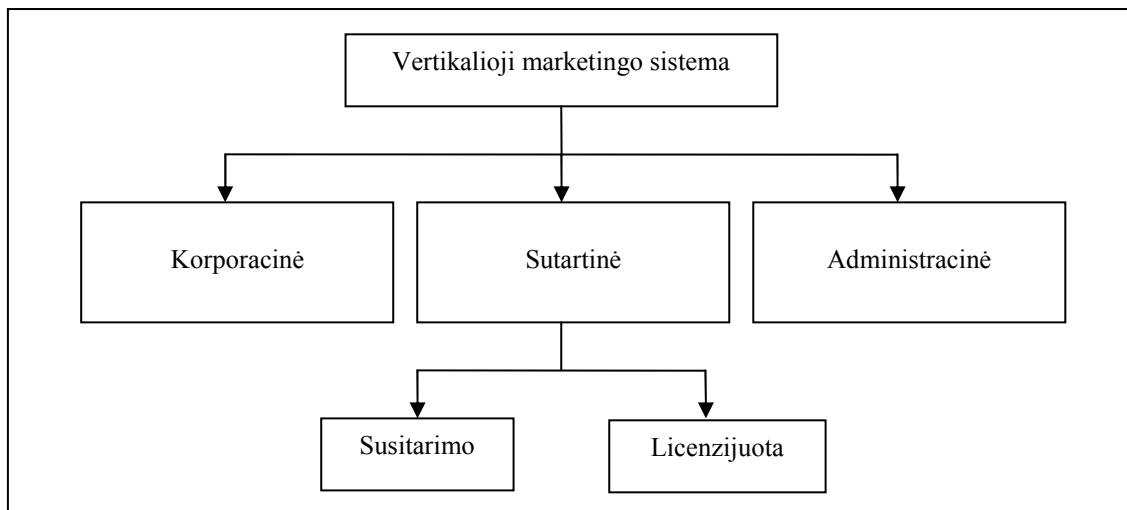 Vertikalioji marketingo sistema
Korporacinė
Sutartinė
Administracinė
Susitarimo
Licenzijuota